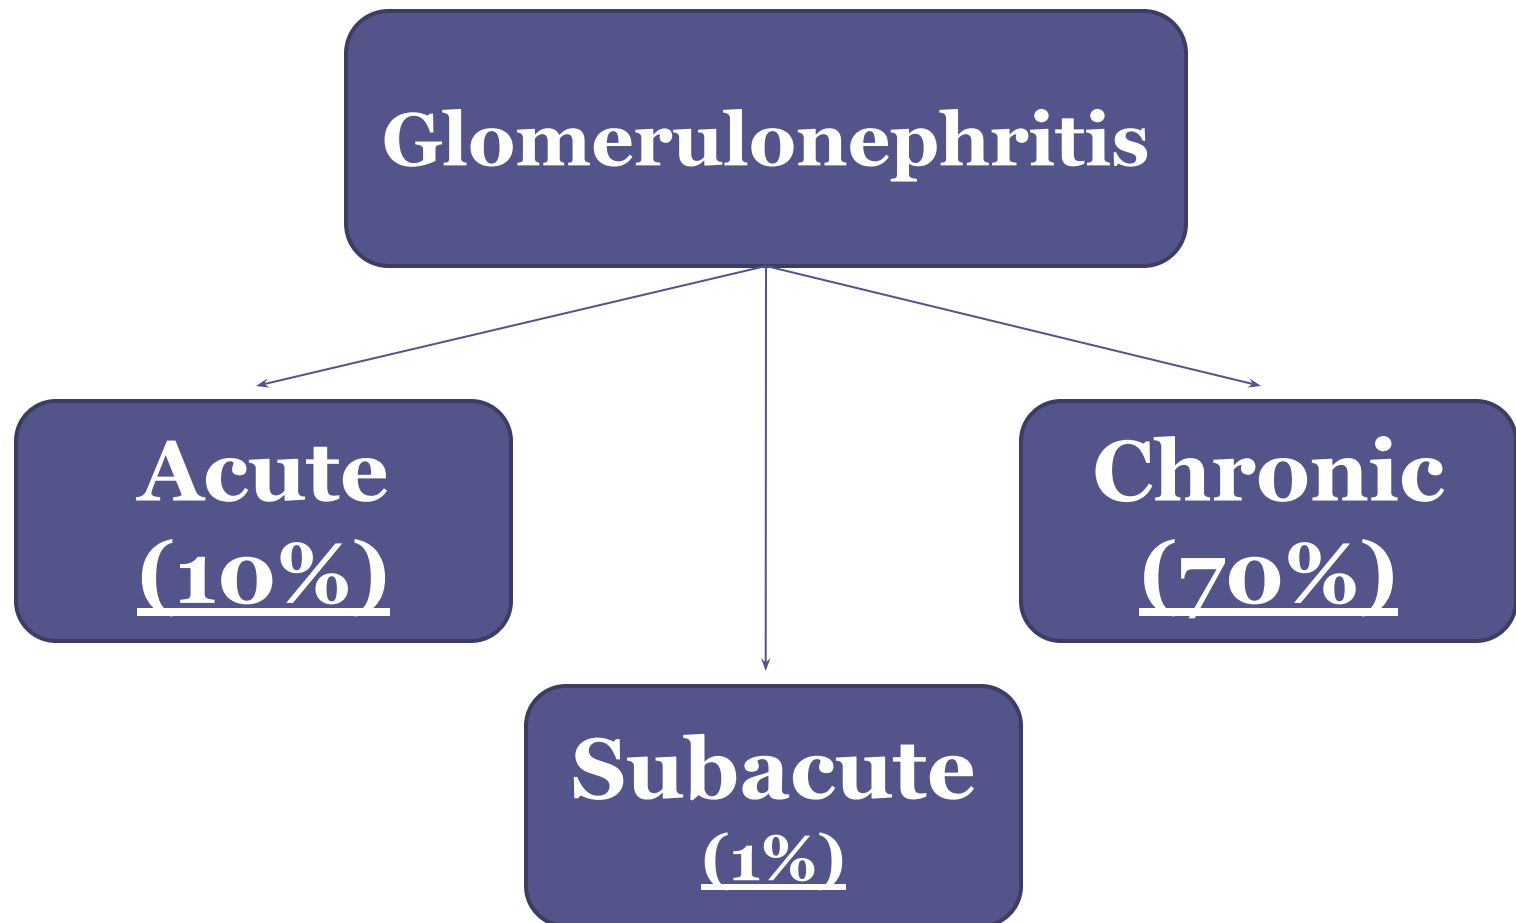 Glomerulonephritis
Acute
(10%)
Chronic
(70%)
Subacute
(1%)